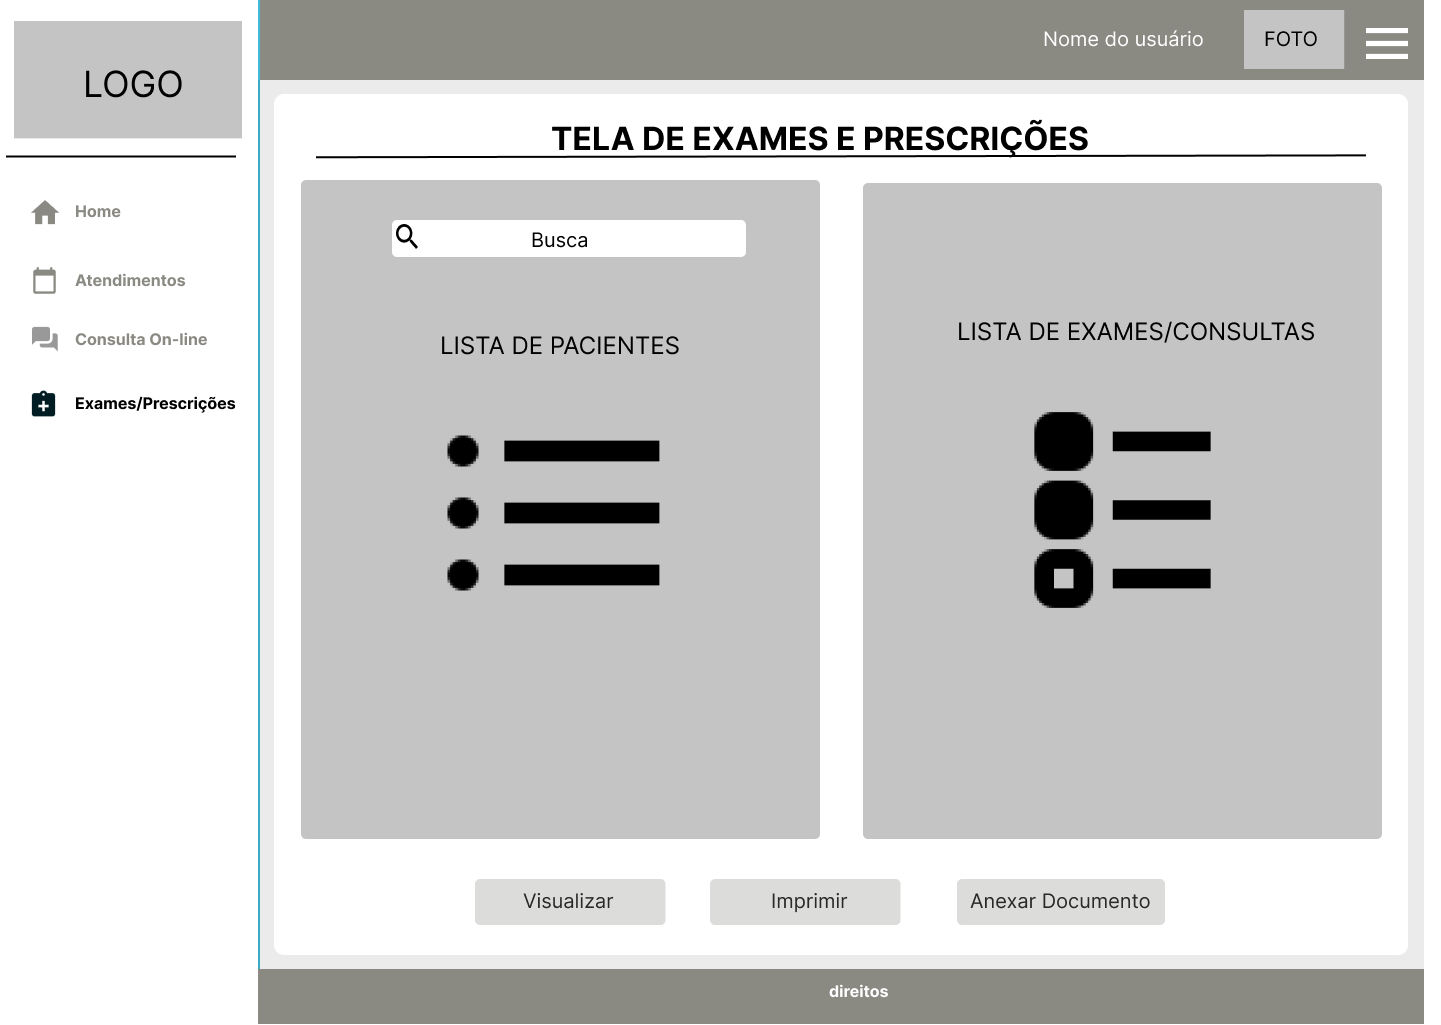 LOGO
Nome do usuário
FOTO
Home
Atendimentos
Consulta On-line
Exames/Prescrições
TELA DE EXAMES E PRESCRIÇÕES
Busca
LISTA DE PACIENTES
LISTA DE EXAMES/CONSULTAS
Visualizar
Imprimir
Anexar Documento
direitos